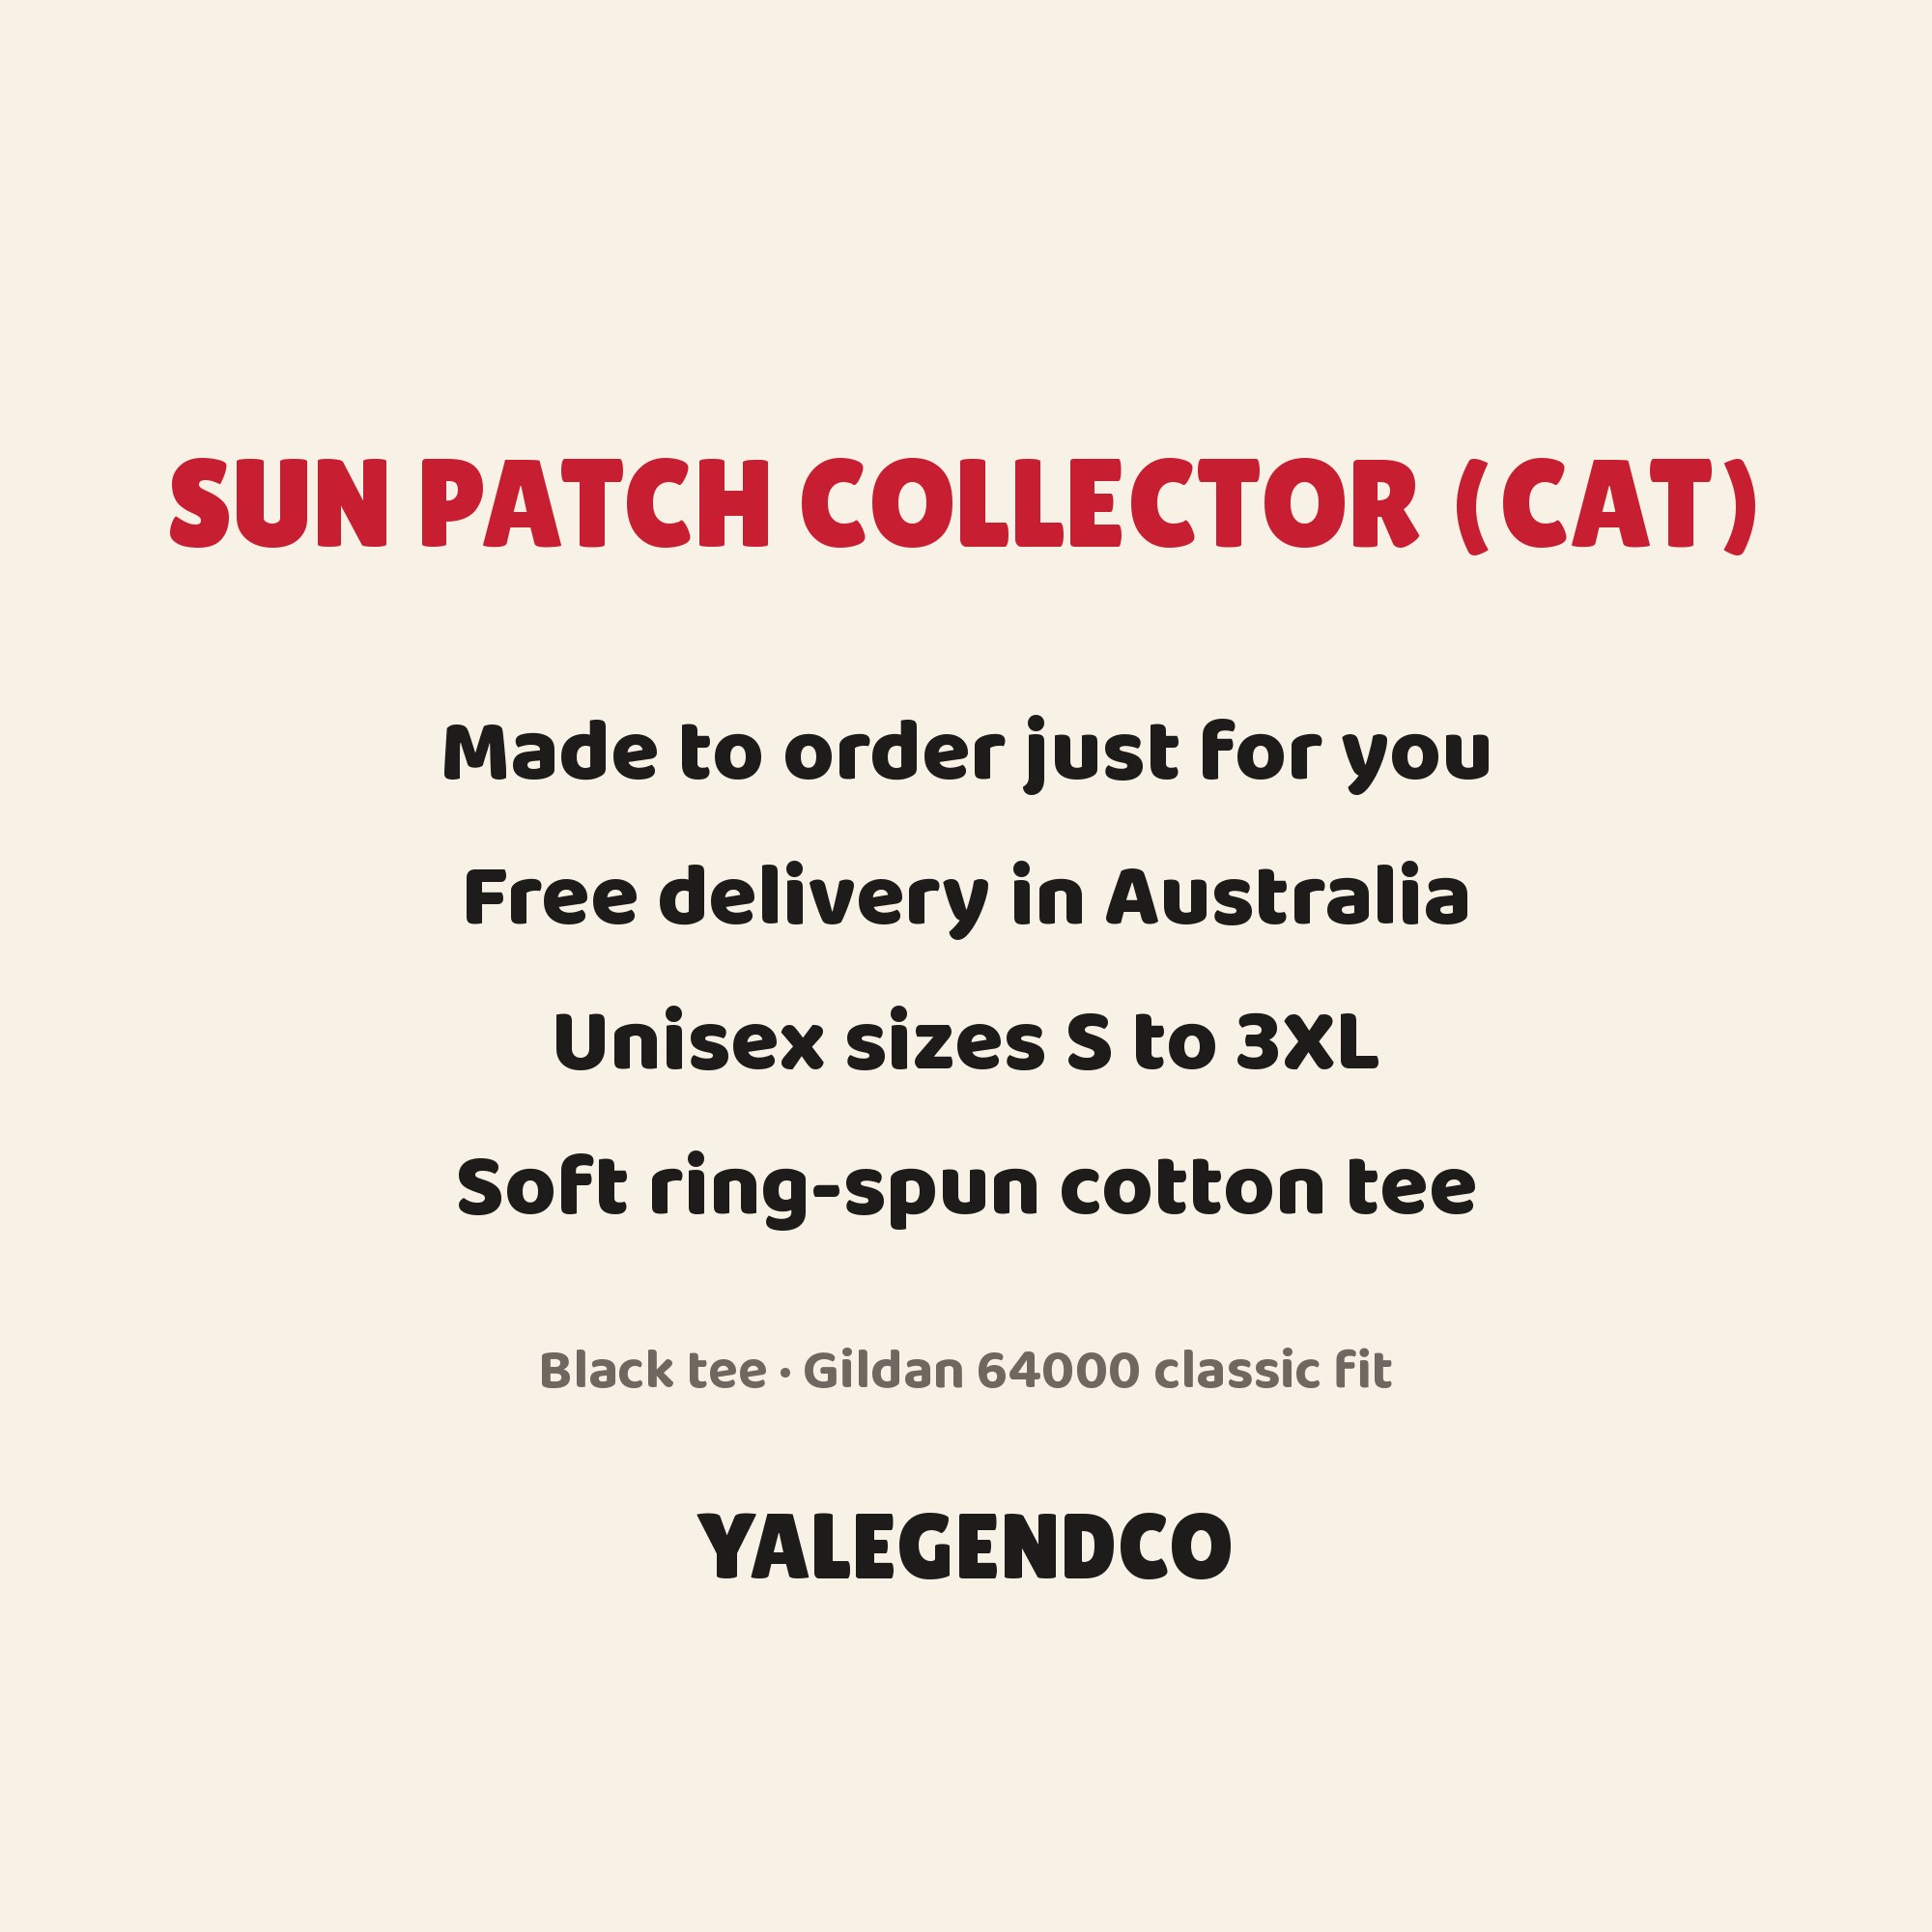 SUN PATCH COLLECTOR (CAT)
Made to order just for you
Free delivery in Australia
Unisex sizes S to 3XL
Soft ring-spun cotton tee
Black tee · Gildan 64000 classic fit
YALEGENDCO